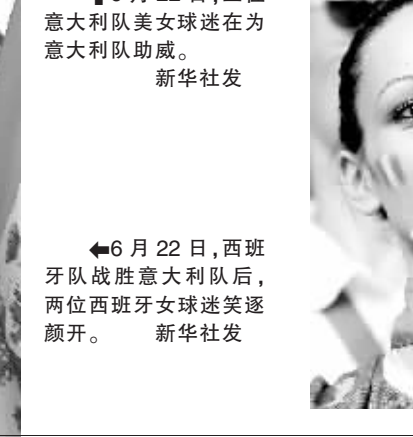 意大利队美女球迷在为
意大利队助威。
新华社发
⬅6 月 22 日,西班
牙队战胜意大利队后,
两位西班牙女球迷笑逐
颜开。 新华社发